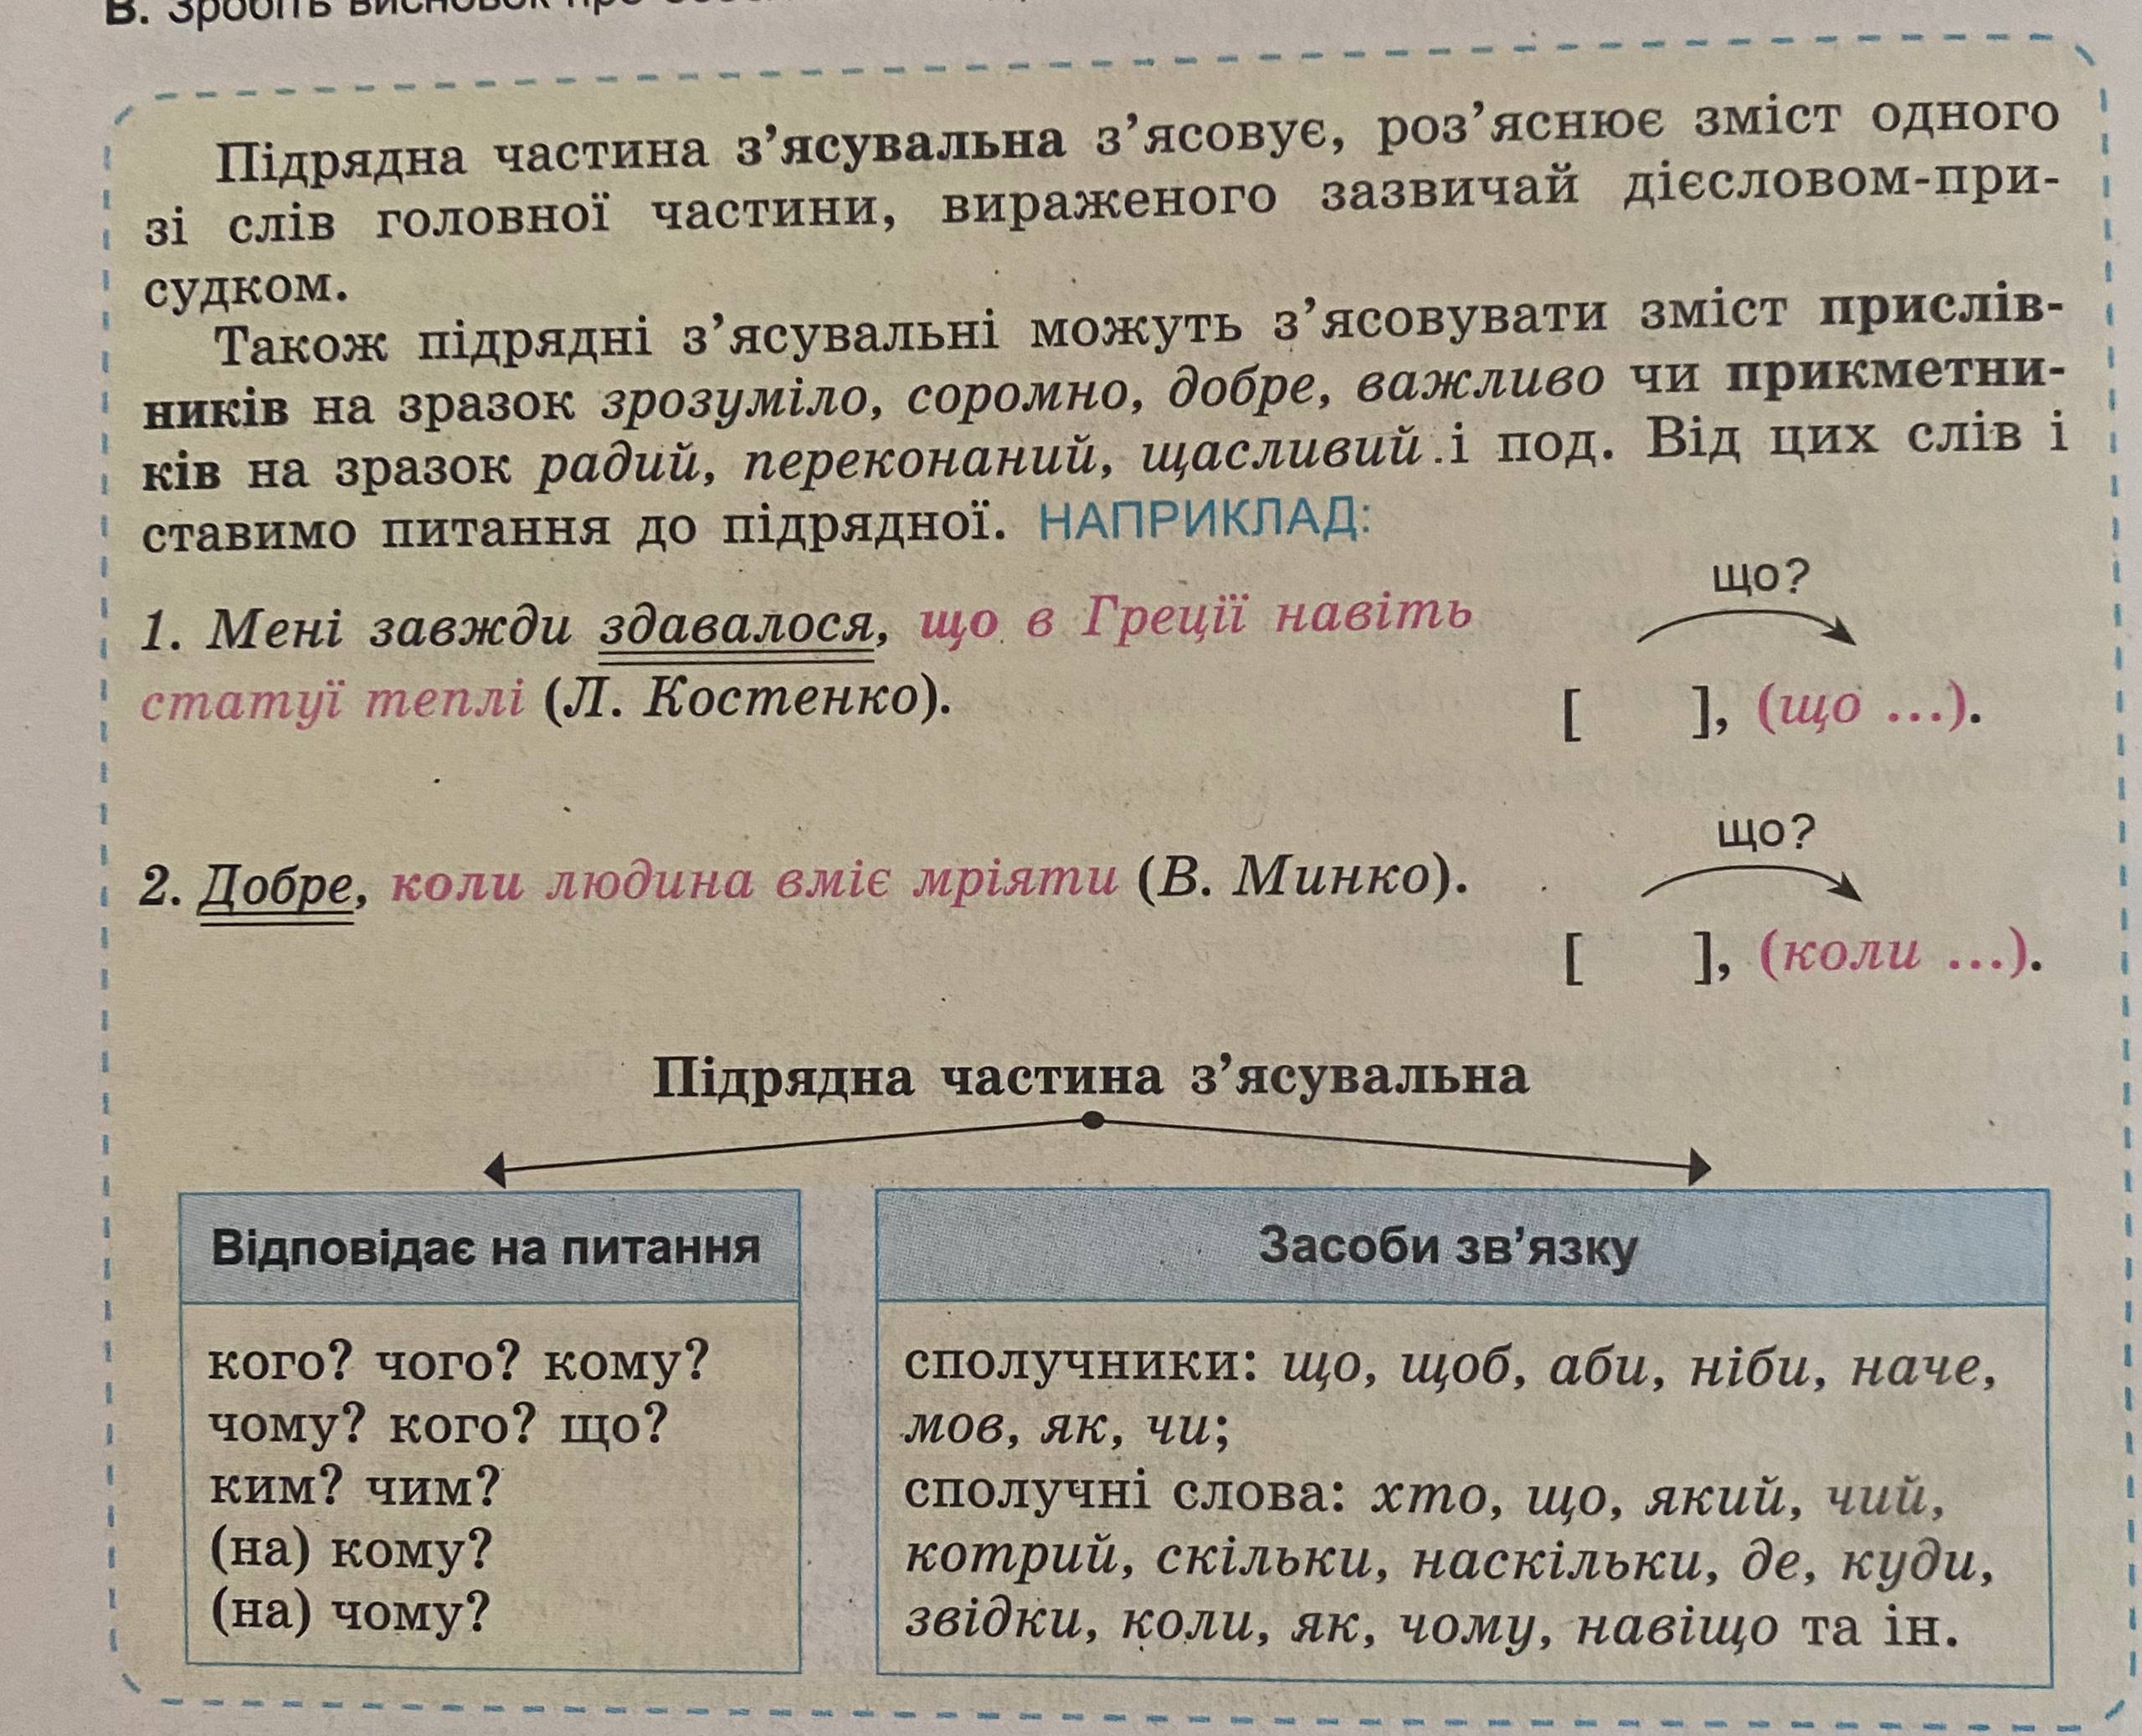 В. Зробіть висновок про
Підрядна частина з’ясувальна з’ясовує, роз’яснює зміст одного
зі слів головної частини, вираженого зазвичай дієсловом-при-
судком.
Також підрядні з’ясувальні можуть з’ясовувати зміст прислів-
ників на зразок зрозуміло, соромно, добре, важливо чи прикметни-
ків на зразок радий, переконаний, щасливий і под. Від цих слів і
ставимо питання до підрядної. НАПРИКЛАД:
що?
1. Мені завжди здавалося, що в Греції навіть
статуї теплі (Л. Костенко).
[ ], (що ...).
що?
2. Добре, коли людина вміє мріяти (В. Минко).
[ ], (коли ...).
Підрядна частина з’ясувальна
Відповідає на питання
кого? чого? кому?
чому? кого? що?
ким? чим?
(на) кому?
(на) чому?
Засоби зв’язку
сполучники: що, щоб, аби, ніби, наче,
мов, як, чи;
сполучні слова: хто, що, який, чий,
котрий, скільки, наскільки, де, куди,
звідки, коли, як, чому, навіщо та ін.